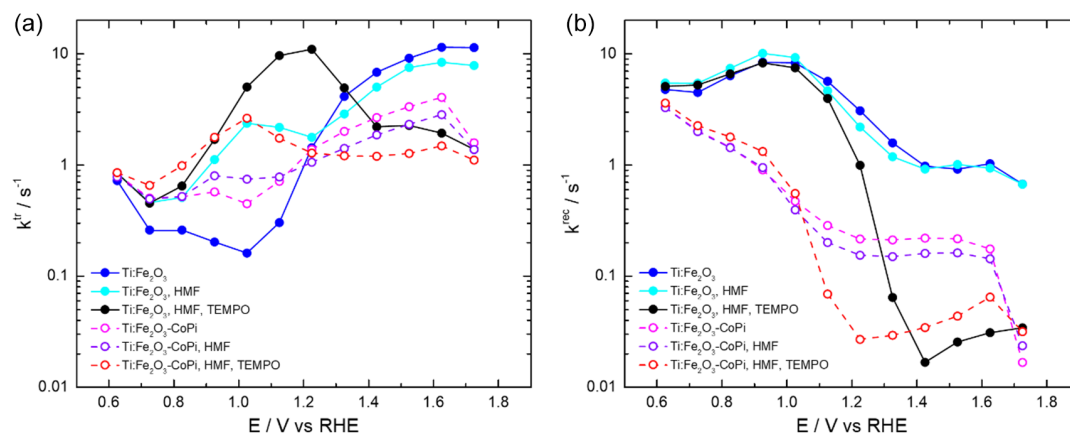 (a)
10
1
0.1
0.01
k^tr / s^-1
Ti:Fe₂O₃
Ti:Fe₂O₃, HMF
Ti:Fe₂O₃, HMF, TEMPO
Ti:Fe₂O₃-CoPi
Ti:Fe₂O₃-CoPi, HMF
Ti:Fe₂O₃-CoPi, HMF, TEMPO
0.6 0.8 1.0 1.2 1.4 1.6 1.8
E / V vs RHE
(b)
10
1
0.1
0.01
k^rec / s^-1
Ti:Fe₂O₃
Ti:Fe₂O₃, HMF
Ti:Fe₂O₃, HMF, TEMPO
Ti:Fe₂O₃-CoPi
Ti:Fe₂O₃-CoPi, HMF
Ti:Fe₂O₃-CoPi, HMF, TEMPO
0.6 0.8 1.0 1.2 1.4 1.6 1.8
E / V vs RHE